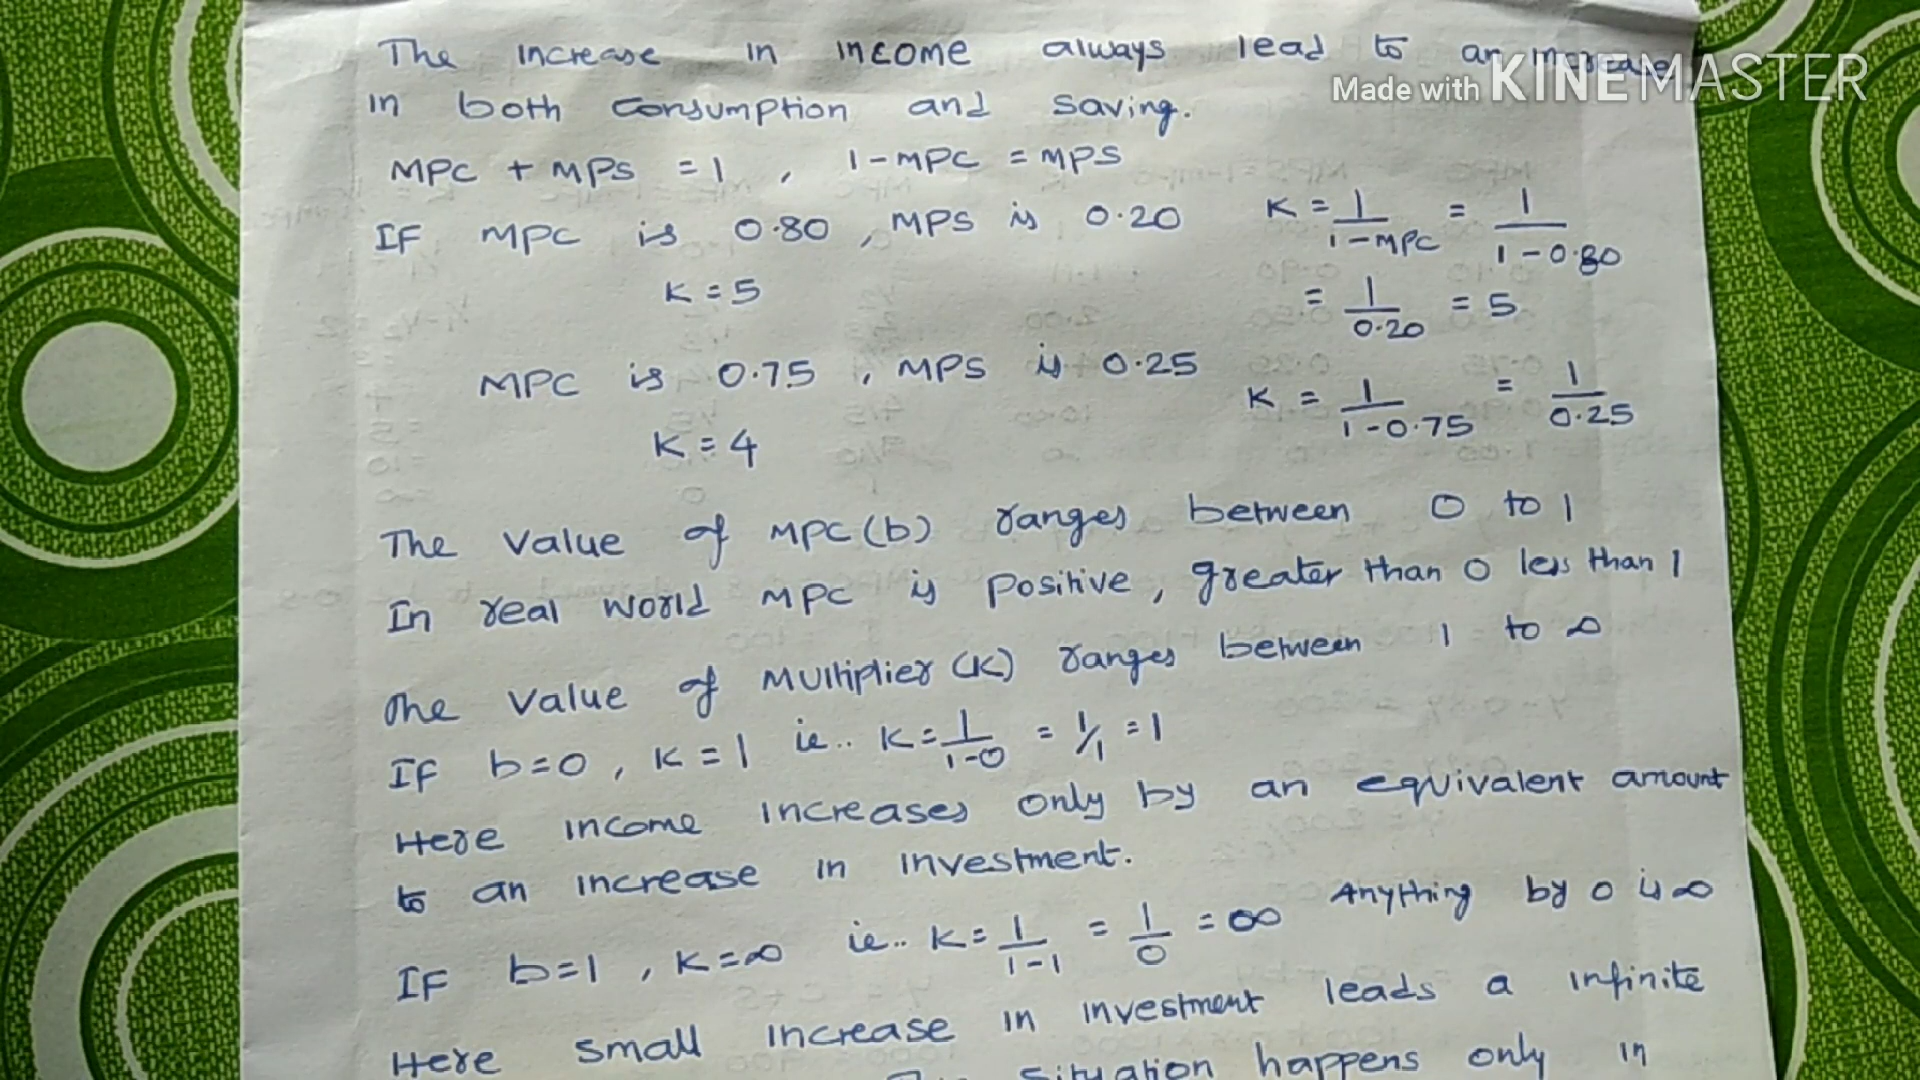 The increase in income always lead to an increase
Made with KINEMASTER
in both consumption and saving.
MPC + MPS = 1 , 1 - MPC = MPS
IF MPC is 0.80 , MPS is 0.20
K = 1/(1-MPC) = 1/(1-0.80)
K = 5
= 1/0.20 = 5
MPC is 0.75 , MPS is 0.25
K = 1/(1-0.75) = 1/0.25
K = 4
The value of MPC (b) ranges between 0 to 1
In real world MPC is positive, greater than 0 less than 1
The value of Multiplier (K) ranges between 1 to ∞
IF b=0 , K=1 ie.. K = 1/(1-0) = 1/1 = 1
Here income increases only by an equivalent amount
to an increase in investment.
IF b=1 , K=∞ ie.. K = 1/(1-1) = 1/0 = ∞ Anything by 0 is ∞
Here small increase in investment leads a infinite
situation happens only in